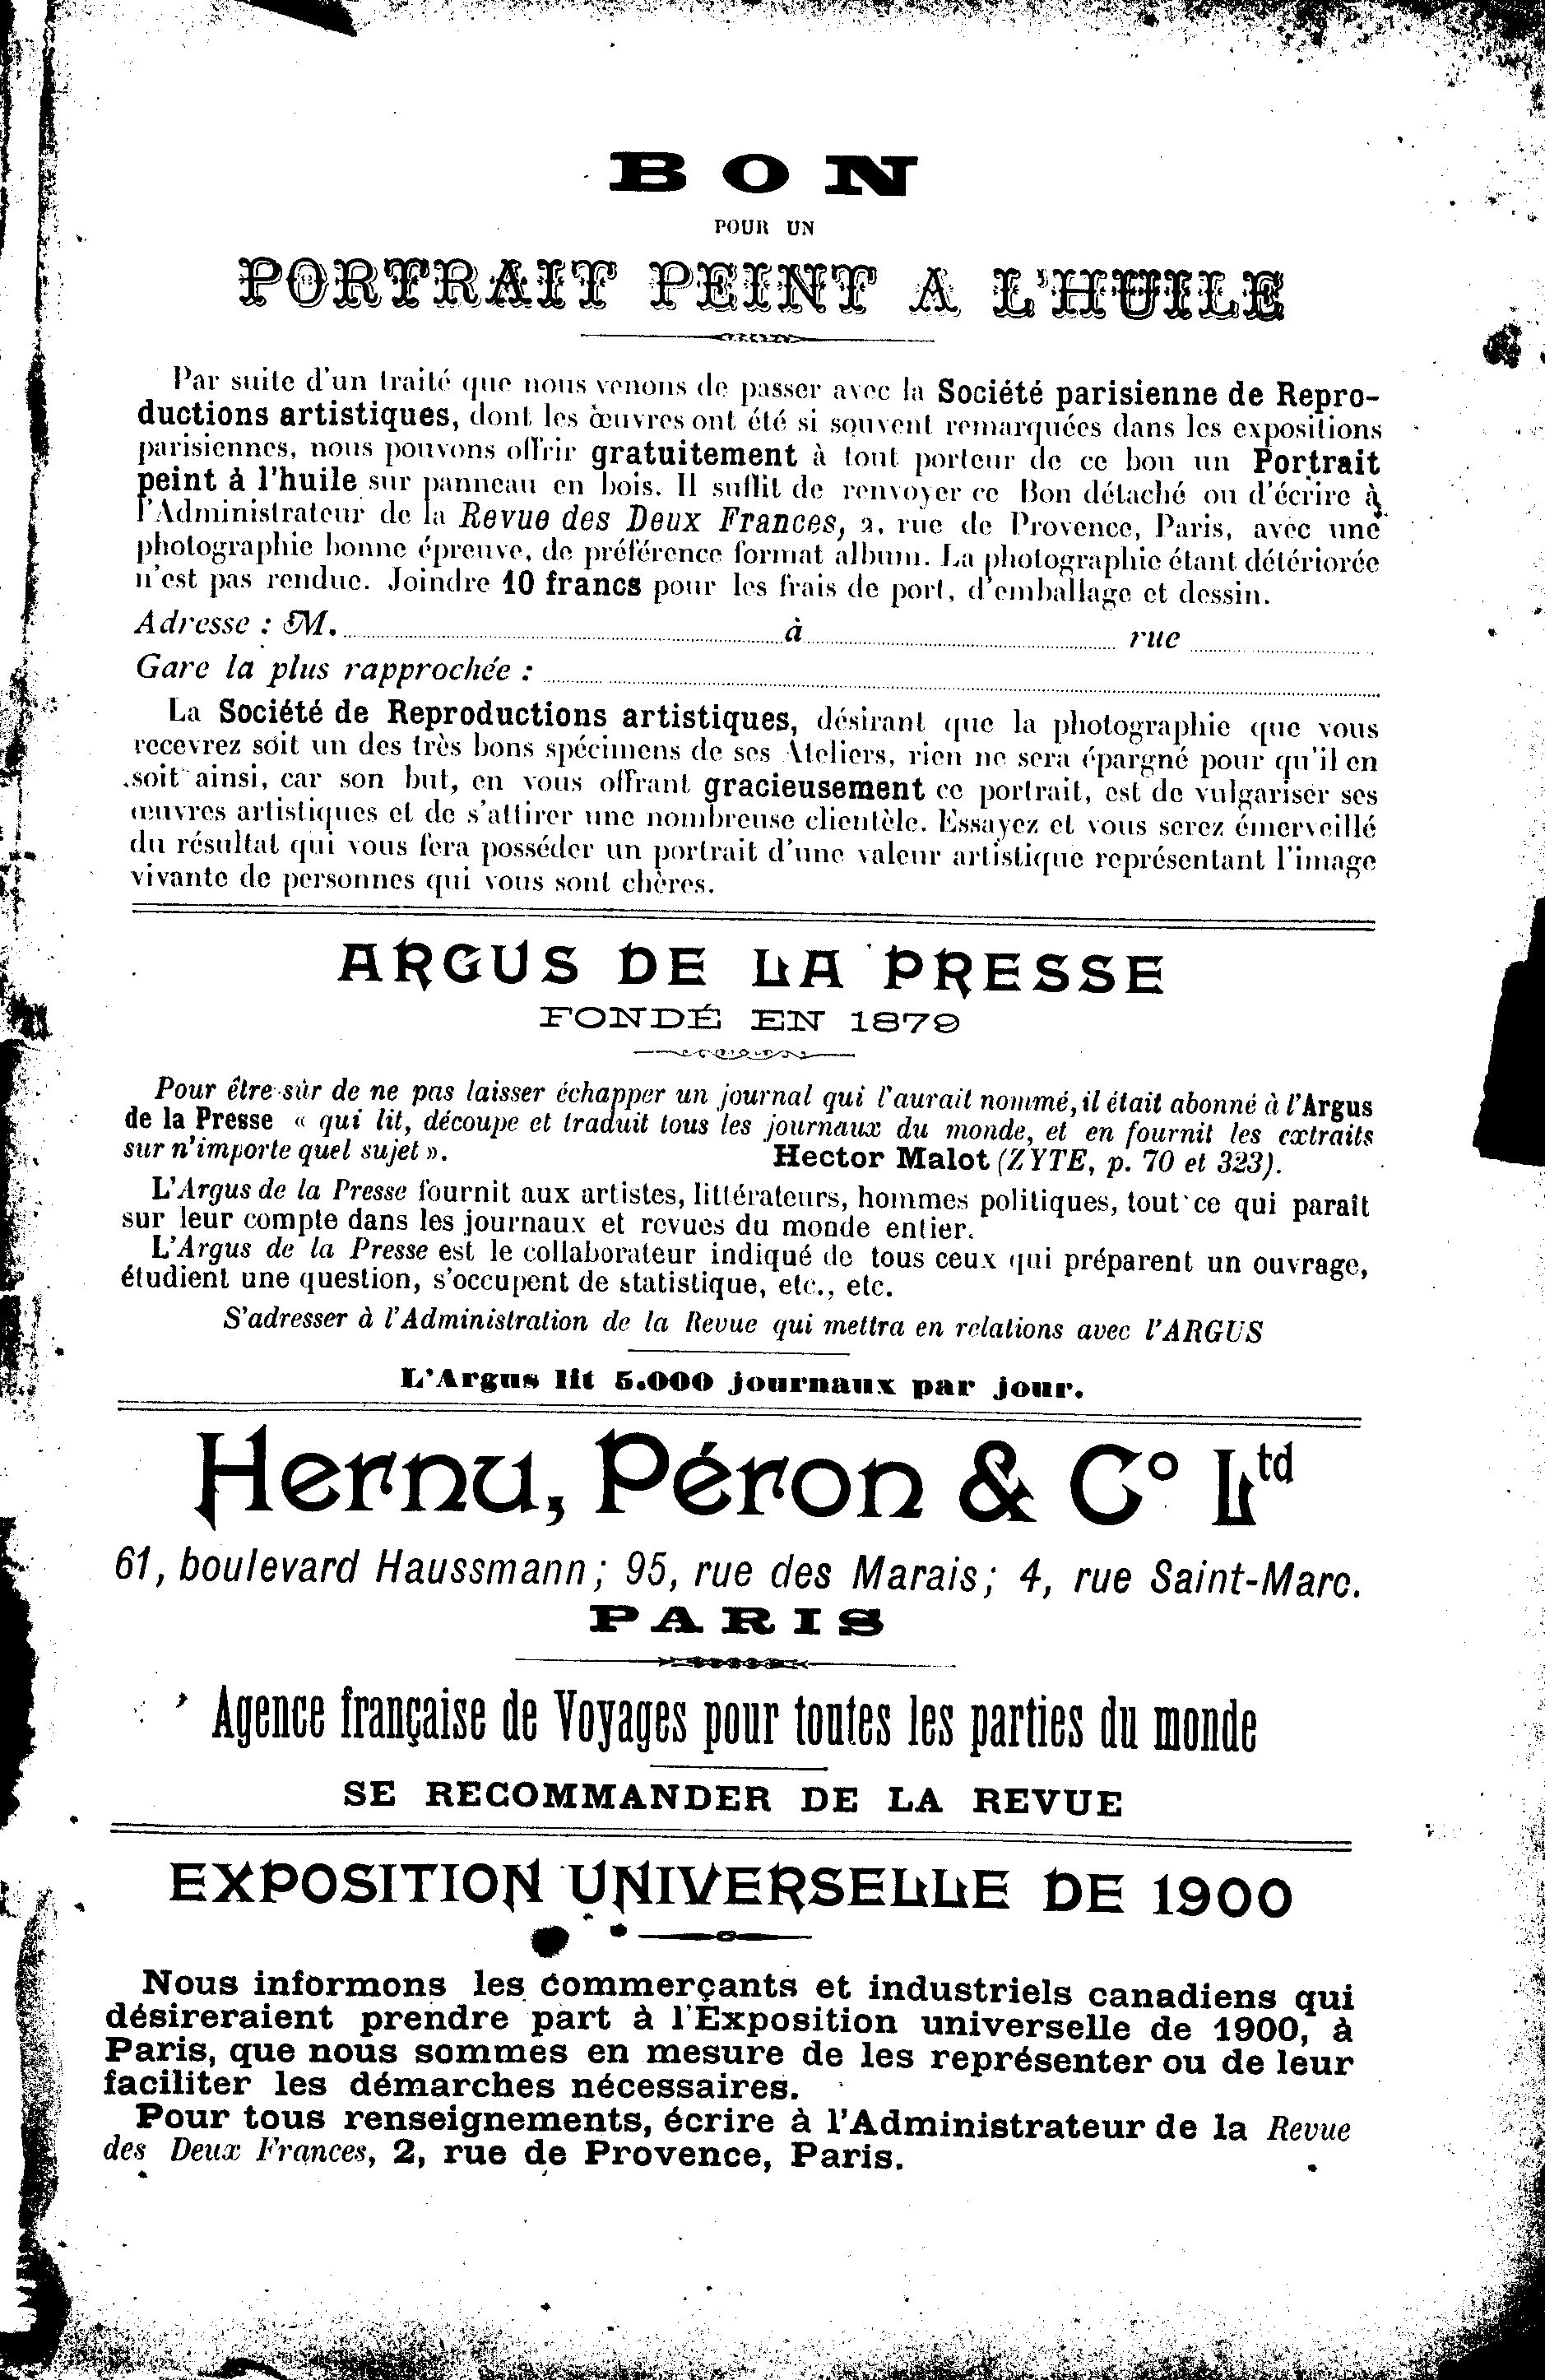 BON
POUR UN
PORTRAIT PEINT A L'HUILE
Par suite d'un traité que nous venons de passer avec la Société parisienne de Repro-
ductions artistiques, dont les œuvres ont été si souvent remarquées dans les expositions
parisiennes, nous pouvons offrir gratuitement à tout porteur de ce bon un Portrait
peint à l'huile sur panneau en bois. Il suffit de renvoyer ce Bon détaché ou d'écrire à
l'Administrateur de la Revue des Deux Frances, 2, rue de Provence, Paris, avec une
photographie bonne épreuve, de préférence format album. La photographie étant détériorée
n'est pas rendue. Joindre 10 francs pour les frais de port, d'emballage et dessin.
Adresse : M. à rue
Gare la plus rapprochée :
La Société de Reproductions artistiques, désirant que la photographie que vous
recevrez soit un des très bons spécimens de ses Ateliers, rien ne sera épargné pour qu'il en
soit ainsi, car son but, en vous offrant gracieusement ce portrait, est de vulgariser ses
œuvres artistiques et de s'attirer une nombreuse clientèle. Essayez et vous serez émerveillé
du résultat qui vous fera posséder un portrait d'une valeur artistique représentant l'image
vivante de personnes qui vous sont chères.
ARGUS DE LA PRESSE
FONDÉ EN 1879
Pour être sûr de ne pas laisser échapper un journal qui l'aurait nommé, il était abonné à l'Argus
de la Presse « qui lit, découpe et traduit tous les journaux du monde, et en fournit les extraits
sur n'importe quel sujet ». Hector Malot (ZYTE, p. 70 et 323).
L'Argus de la Presse fournit aux artistes, littérateurs, hommes politiques, tout ce qui paraît
sur leur compte dans les journaux et revues du monde entier.
L'Argus de la Presse est le collaborateur indiqué de tous ceux qui préparent un ouvrage,
étudient une question, s'occupent de statistique, etc., etc.
S'adresser à l'Administration de la Revue qui mettra en relations avec l'ARGUS
L'Argus lit 5.000 journaux par jour.
Hernu, Péron & Co Ltd
61, boulevard Haussmann; 95, rue des Marais; 4, rue Saint-Marc.
PARIS
Agence française de Voyages pour toutes les parties du monde
SE RECOMMANDER DE LA REVUE
EXPOSITION UNIVERSELLE DE 1900
Nous informons les commerçants et industriels canadiens qui
désireraient prendre part à l'Exposition universelle de 1900, à
Paris, que nous sommes en mesure de les représenter ou de leur
faciliter les démarches nécessaires.
Pour tous renseignements, écrire à l'Administrateur de la Revue
des Deux Frances, 2, rue de Provence, Paris.